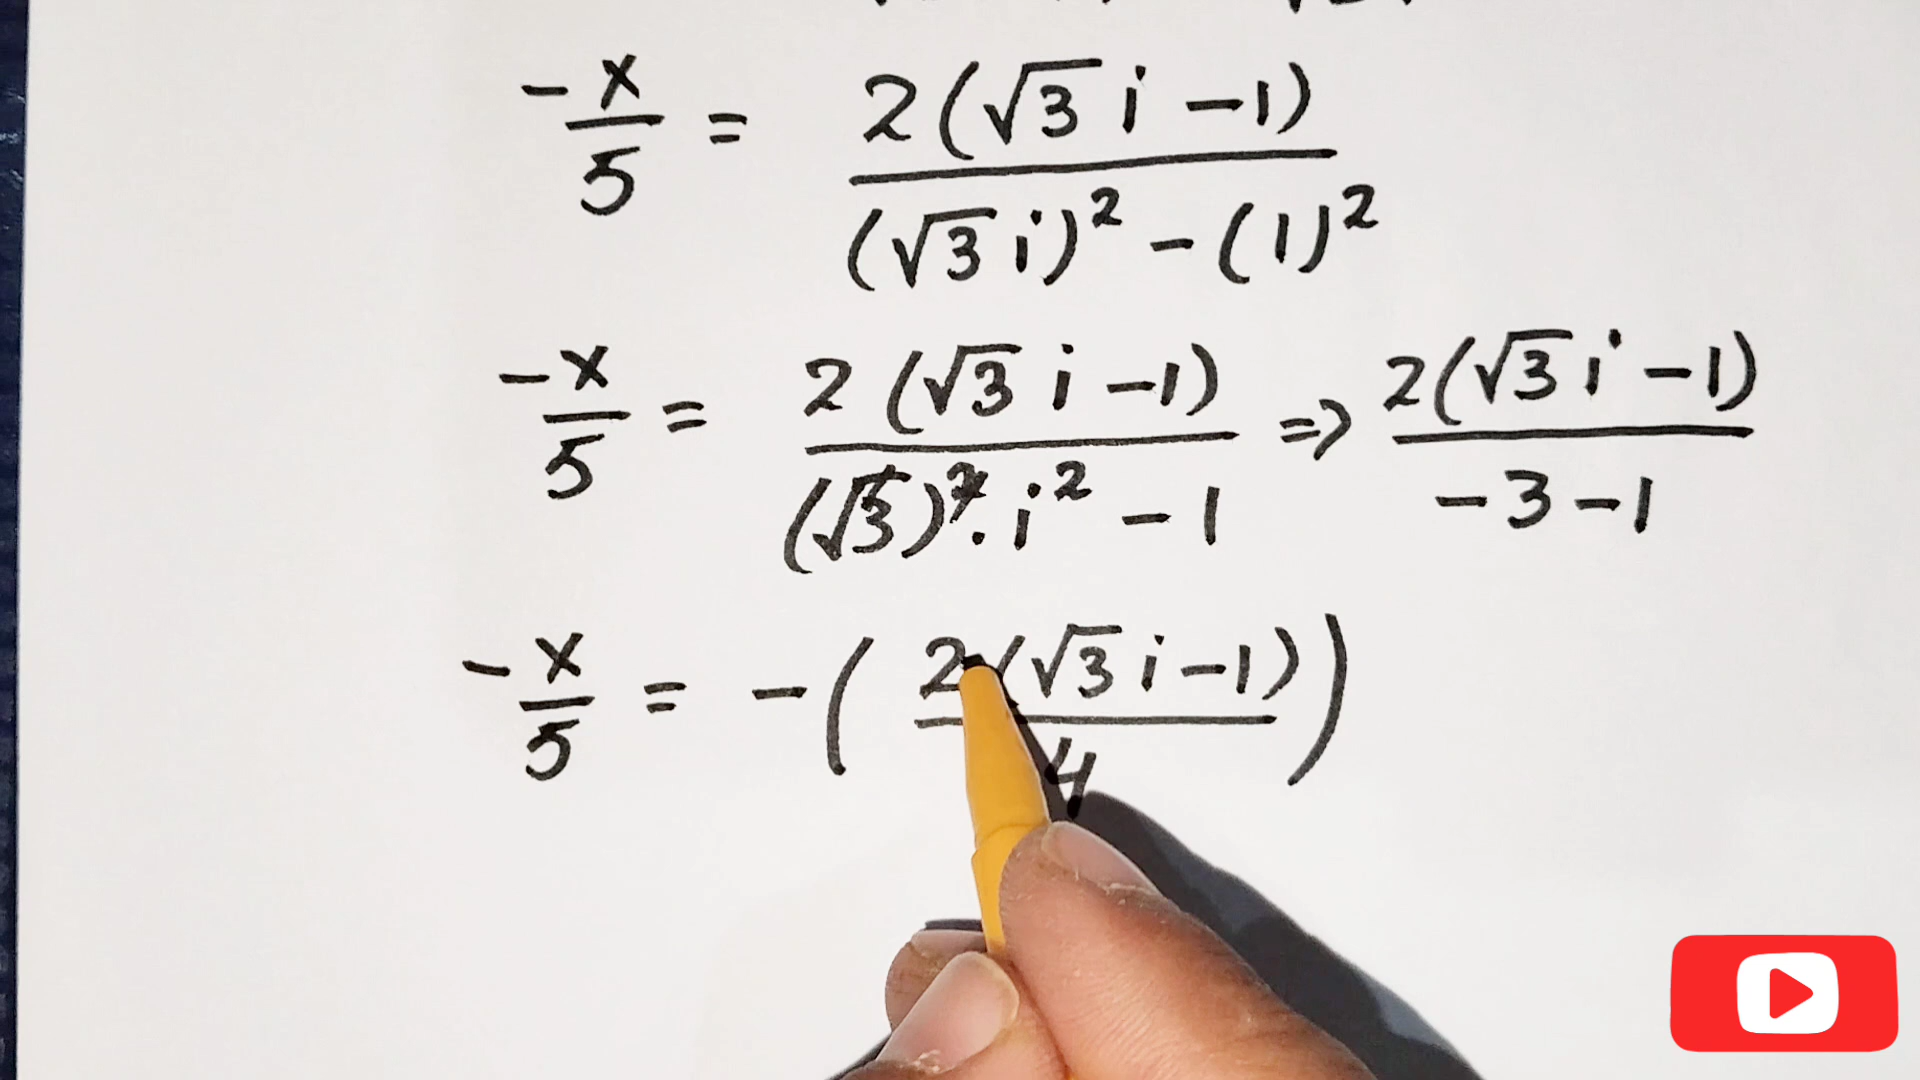 -x/5 = 2(√3 i - 1) / (√3 i)² - (1)²
-x/5 = 2(√3 i - 1) / (√3)² . i² - 1 => 2(√3 i - 1) / -3 - 1
-x/5 = -(2(√3 i - 1) / 4)